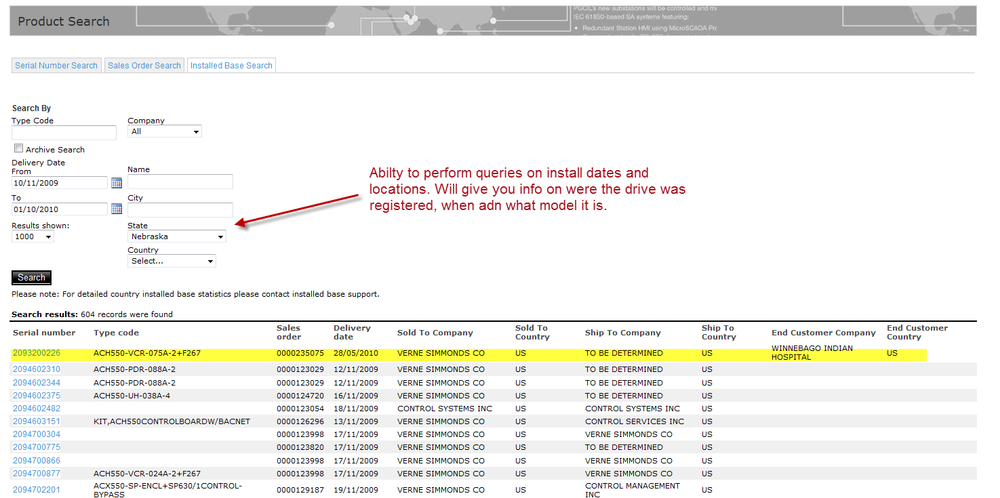 PGCIL's new substations will be controlled and m
IEC 61850-based SA systems featuring:
Product Search
• Redundant Station HMI using MicroSCADA Pro
Serial Number Search Sales Order Search Installed Base Search
Search By
Type Code Company
All
Archive Search
Delivery Date
From Name
10/11/2009
To City
01/10/2010
Results shown: State
1000 Nebraska
Country
Select...
Abilty to perform queries on install dates and
locations. Will give you info on were the drive was
registered, when adn what model it is.
Search
Please note: For detailed country installed base statistics please contact installed base support.
Search results: 604 records were found
Serial number Type code Sales order Delivery date Sold To Company Sold To Country Ship To Company Ship To Country End Customer Company End Customer Country
2093200226 ACH550-VCR-075A-2+F267 0000235075 28/05/2010 VERNE SIMMONDS CO US TO BE DETERMINED US WINNEBAGO INDIAN HOSPITAL US
2094602310 ACH550-PDR-088A-2 0000123029 12/11/2009 VERNE SIMMONDS CO US TO BE DETERMINED US
2094602344 ACH550-PDR-088A-2 0000123029 12/11/2009 VERNE SIMMONDS CO US TO BE DETERMINED US
2094602375 ACH550-UH-038A-4 0000124720 16/11/2009 VERNE SIMMONDS CO US TO BE DETERMINED US
2094602482 0000123054 18/11/2009 CONTROL SYSTEMS INC US CONTROL SYSTEMS INC US
2094603151 KIT,ACH550CONTROLBOARDW/BACNET 0000126296 13/11/2009 VERNE SIMMONDS CO US CONTROL SERVICES INC US
2094700304 0000123998 17/11/2009 VERNE SIMMONDS CO US VERNE SIMMONDS CO US
2094700775 0000123820 17/11/2009 VERNE SIMMONDS CO US TO BE DETERMINED US
2094700866 0000123998 17/11/2009 VERNE SIMMONDS CO US VERNE SIMMONDS CO US
2094700877 ACH550-VCR-024A-2+F267 0000123998 17/11/2009 VERNE SIMMONDS CO US VERNE SIMMONDS CO US
2094702201 ACX550-SP-ENCL+SP630/1CONTROL-BYPASS 0000129187 19/11/2009 VERNE SIMMONDS CO US CONTROL MANAGEMENT INC US